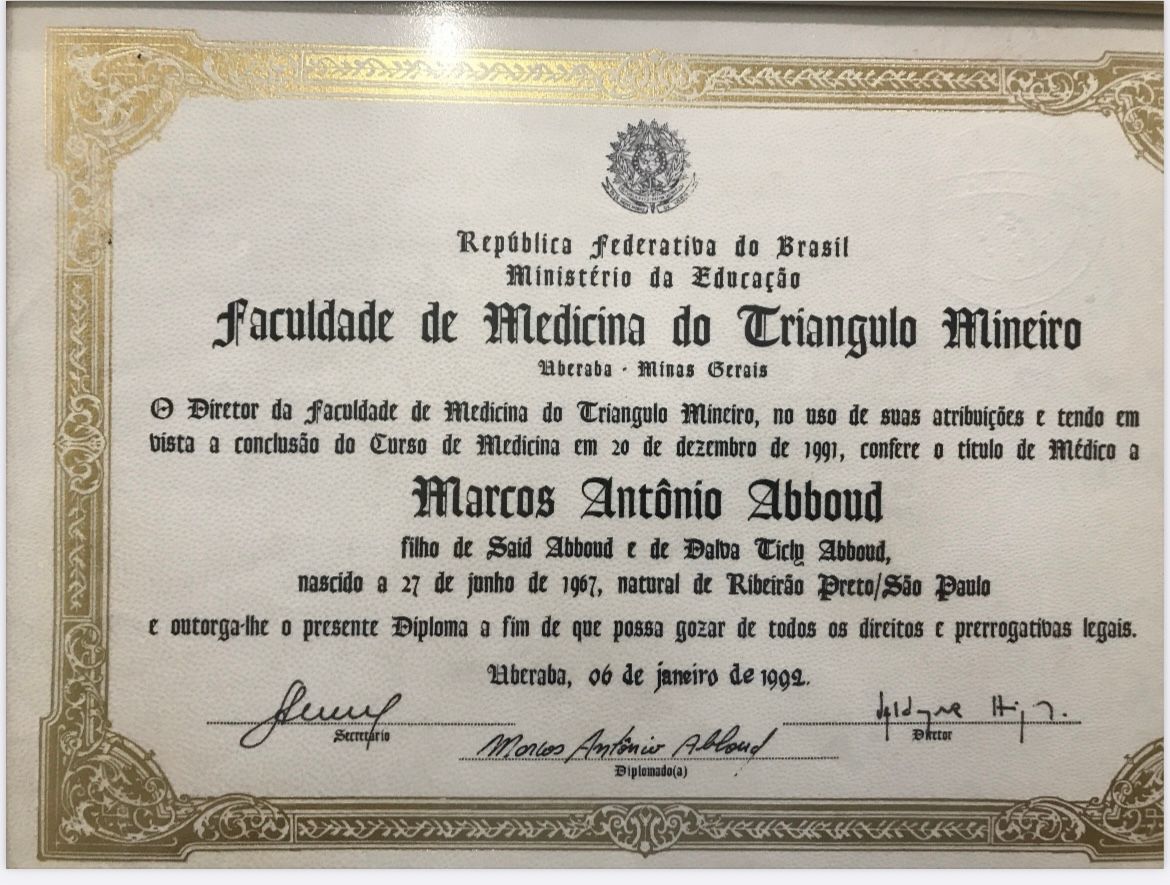 República Federativa do Brasil
Ministério da Educação
Faculdade de Medicina do Triangulo Mineiro
Uberaba - Minas Gerais
O Diretor da Faculdade de Medicina do Triangulo Mineiro, no uso de suas atribuições e tendo em
vista a conclusão do Curso de Medicina em 20 de dezembro de 1991, confere o título de Médico a
Marcos Antônio Abboud
filho de Said Abboud e de Dalva Ticly Abboud,
nascido a 27 de junho de 1967, natural de Ribeirão Preto/São Paulo
e outorga-lhe o presente Diploma a fim de que possa gozar de todos os direitos e prerrogativas legais.
Uberaba, 06 de janeiro de 1992.
Secretário
Diretor
Marcos Antônio Abboud
Diplomado(a)